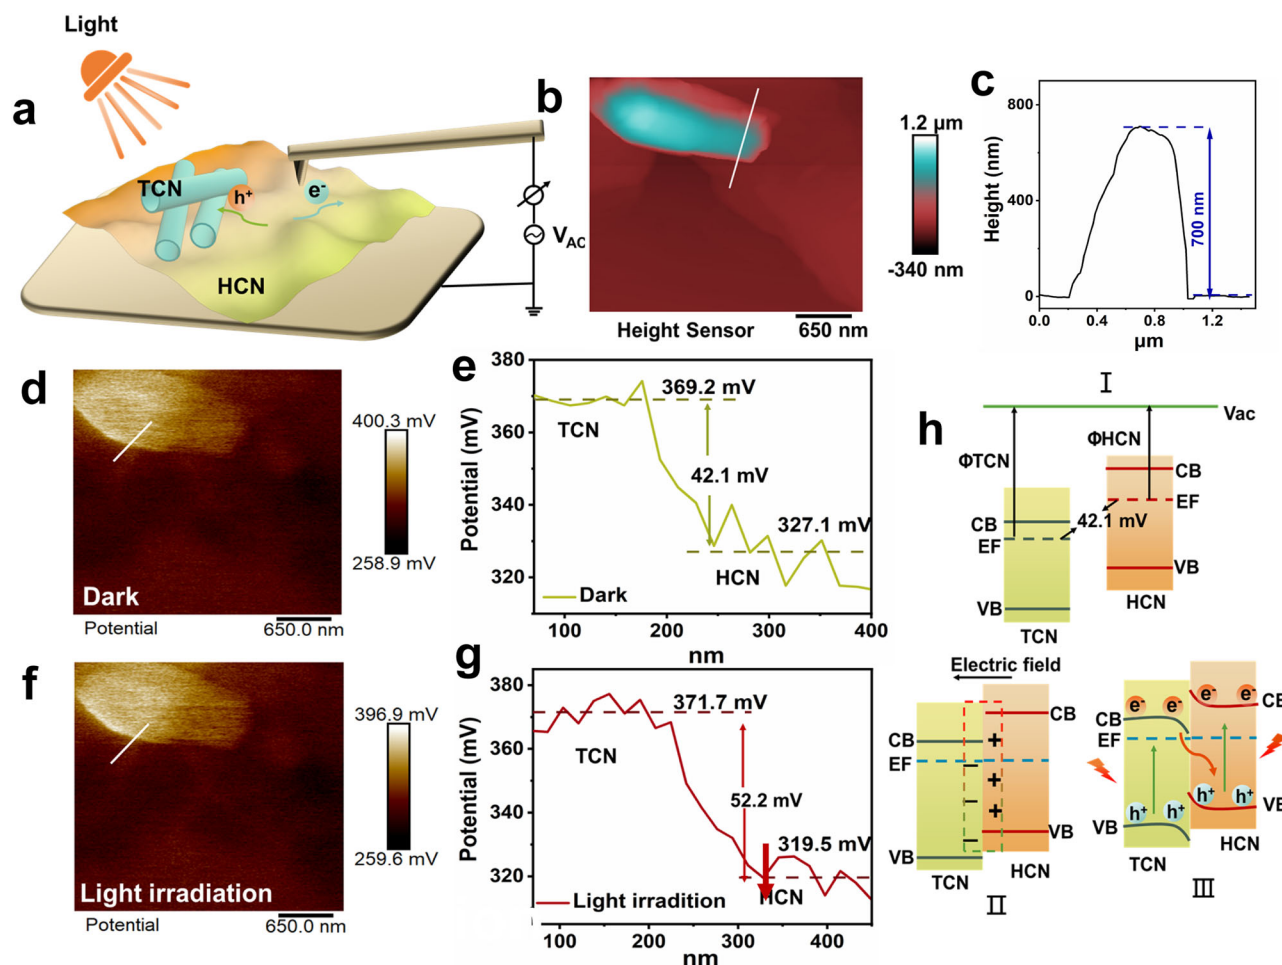 Light
a
TCN
h+
e-
HCN
VAC
b
1.2 µm
-340 nm
Height Sensor
650 nm
c
800
400
0
Height (nm)
700 nm
0.0
0.4
0.8
1.2
µm
d
400.3 mV
258.9 mV
Dark
Potential
650.0 nm
e
380
360
340
320
Potential (mV)
369.2 mV
TCN
42.1 mV
327.1 mV
HCN
Dark
100
200
300
400
nm
f
396.9 mV
259.6 mV
Light irradiation
Potential
650.0 nm
g
380
360
340
320
Potential (mV)
371.7 mV
TCN
52.2 mV
319.5 mV
HCN
Light irradition
100
200
300
400
nm
h
I
Vac
ΦTCN
ΦHCN
CB
EF
42.1 mV
CB
EF
VB
VB
HCN
TCN
Electric field
CB
CB
EF
+
+
+
−
−
−
VB
VB
TCN
HCN
II
e-
e-
CB
e-
e-
CB
EF
h+
h+
VB
h+
h+
VB
HCN
TCN
III